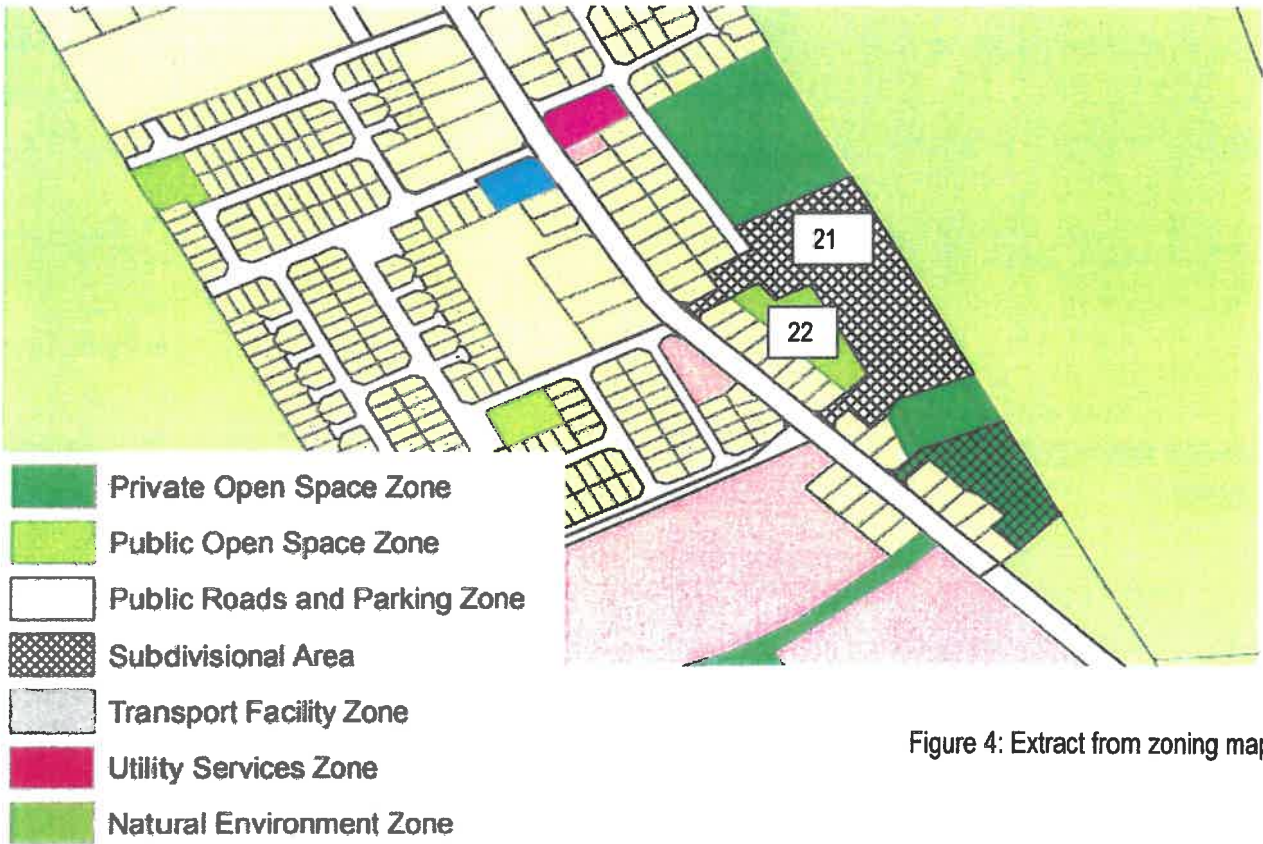 21
22
Private Open Space Zone
Public Open Space Zone
Public Roads and Parking Zone
Subdivisional Area
Transport Facility Zone
Utility Services Zone
Natural Environment Zone
Figure 4: Extract from zoning map